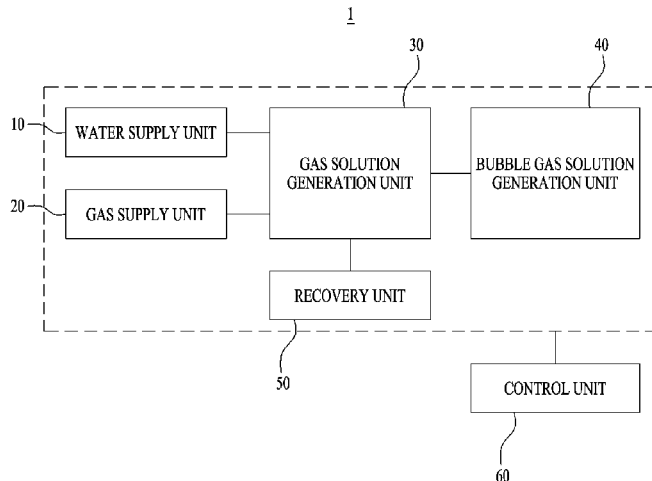 1
30
40
10
WATER SUPPLY UNIT
GAS SOLUTION
GENERATION UNIT
BUBBLE GAS SOLUTION
GENERATION UNIT
20
GAS SUPPLY UNIT
RECOVERY UNIT
50
CONTROL UNIT
60